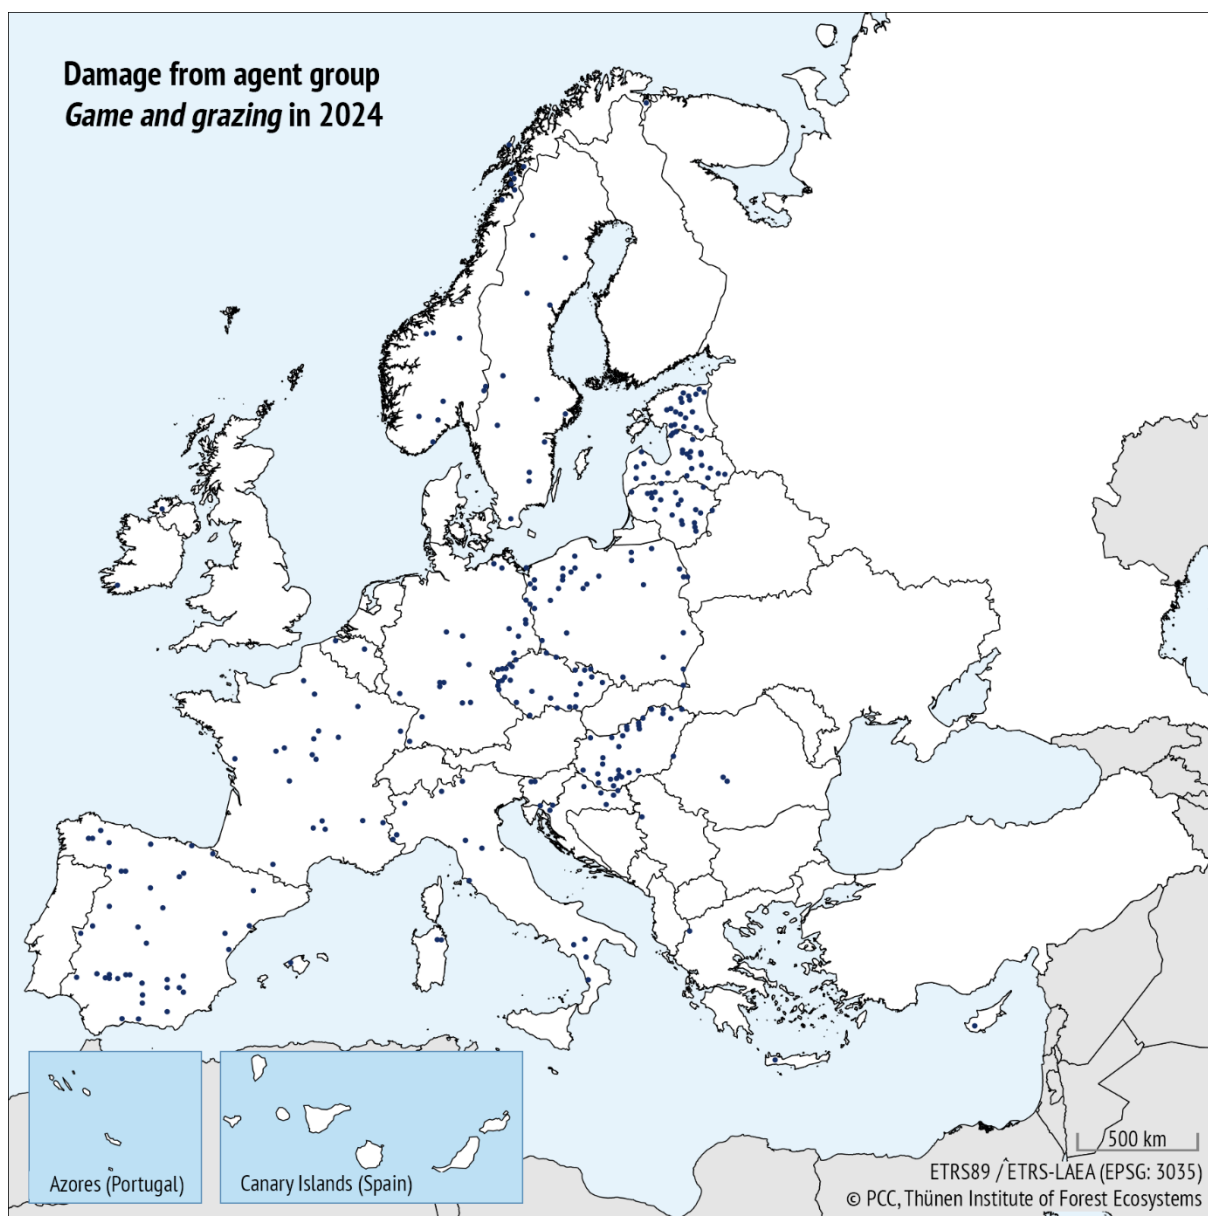 Damage from agent group
Game and grazing in 2024
Azores (Portugal)
Canary Islands (Spain)
500 km
ETRS89 / ̂ETRS-LAEA (EPSG: 3035)
© PCC, Thünen Institute of Forest Ecosystems